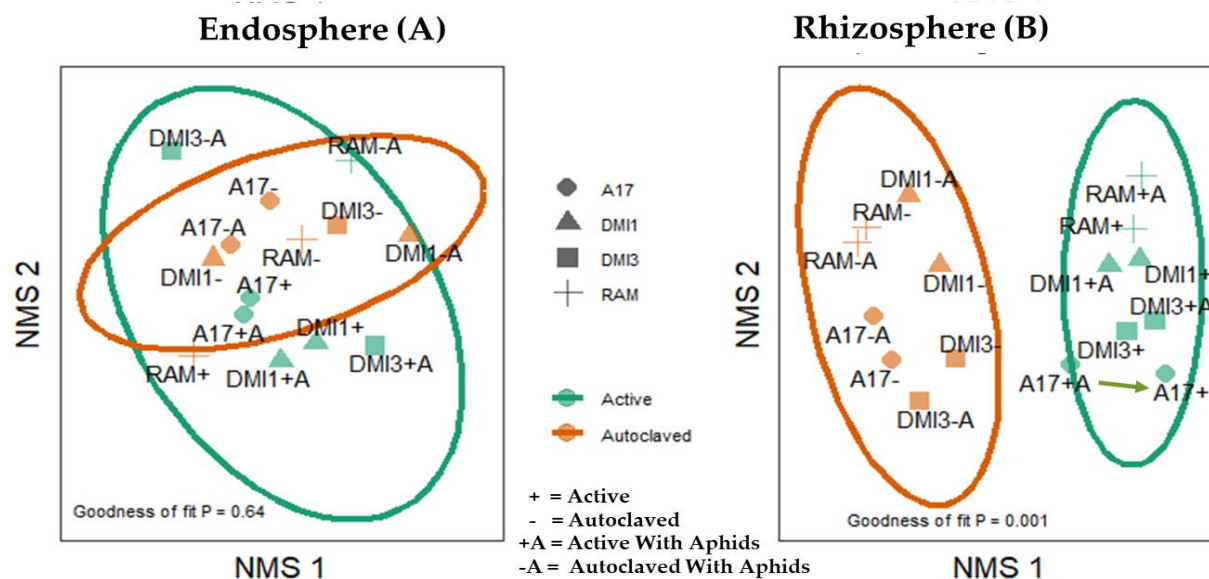 Endosphere (A)
DMI3-A
RAM-A
A17-
DMI3-
A17-A
RAM-
DMI1-A
DMI1-
A17+
A17+A
DMI1+
RAM+
DMI1+A
DMI3+A
Goodness of fit P = 0.64
NMS 1
NMS 2
A17
DMI1
DMI3
RAM
Active
Autoclaved
+ = Active
- = Autoclaved
+A = Active With Aphids
-A = Autoclaved With Aphids
Rhizosphere (B)
DMI1-A
RAM-
RAM-A
DMI1-
A17-A
DMI3-
A17-
DMI3-A
RAM+A
RAM+
DMI1+A
DMI1+
DMI3+A
DMI3+
A17+A
A17+
Goodness of fit P = 0.001
NMS 1
NMS 2